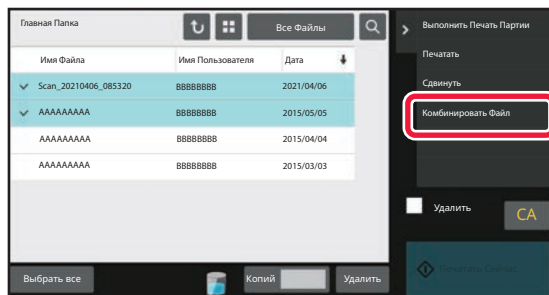 Главная Папка
Все Файлы
Имя Файла Имя Пользователя Дата
Scan_20210406_085320 BBBBBBBB 2021/04/06
AAAAAAAAA BBBBBBBB 2015/05/05
AAAAAAAAA BBBBBBBB 2015/04/04
AAAAAAAAA BBBBBBBB 2015/03/03
Выбрать все Копий Удалить
Выполнить Печать Партии
Печатать
Сдвинуть
Комбинировать Файл
Удалить
CA
Печатать Сейчас